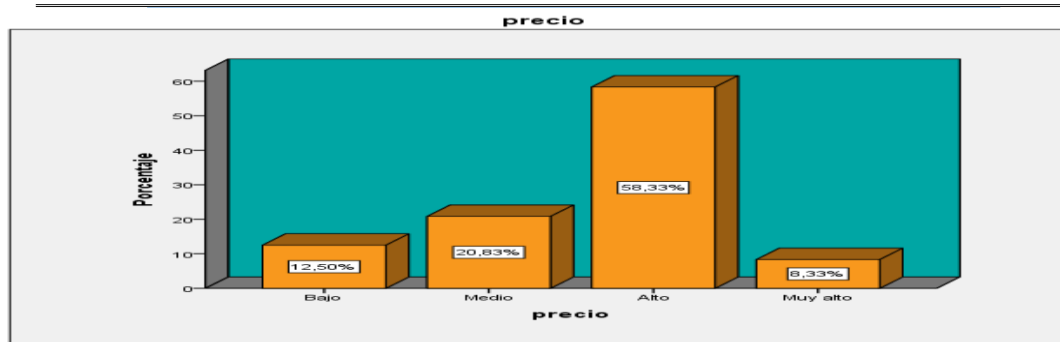 precio
60
50
40
30
20
10
0
Porcentaje
12,50%
20,83%
58,33%
8,33%
Bajo Medio Alto Muy alto
precio